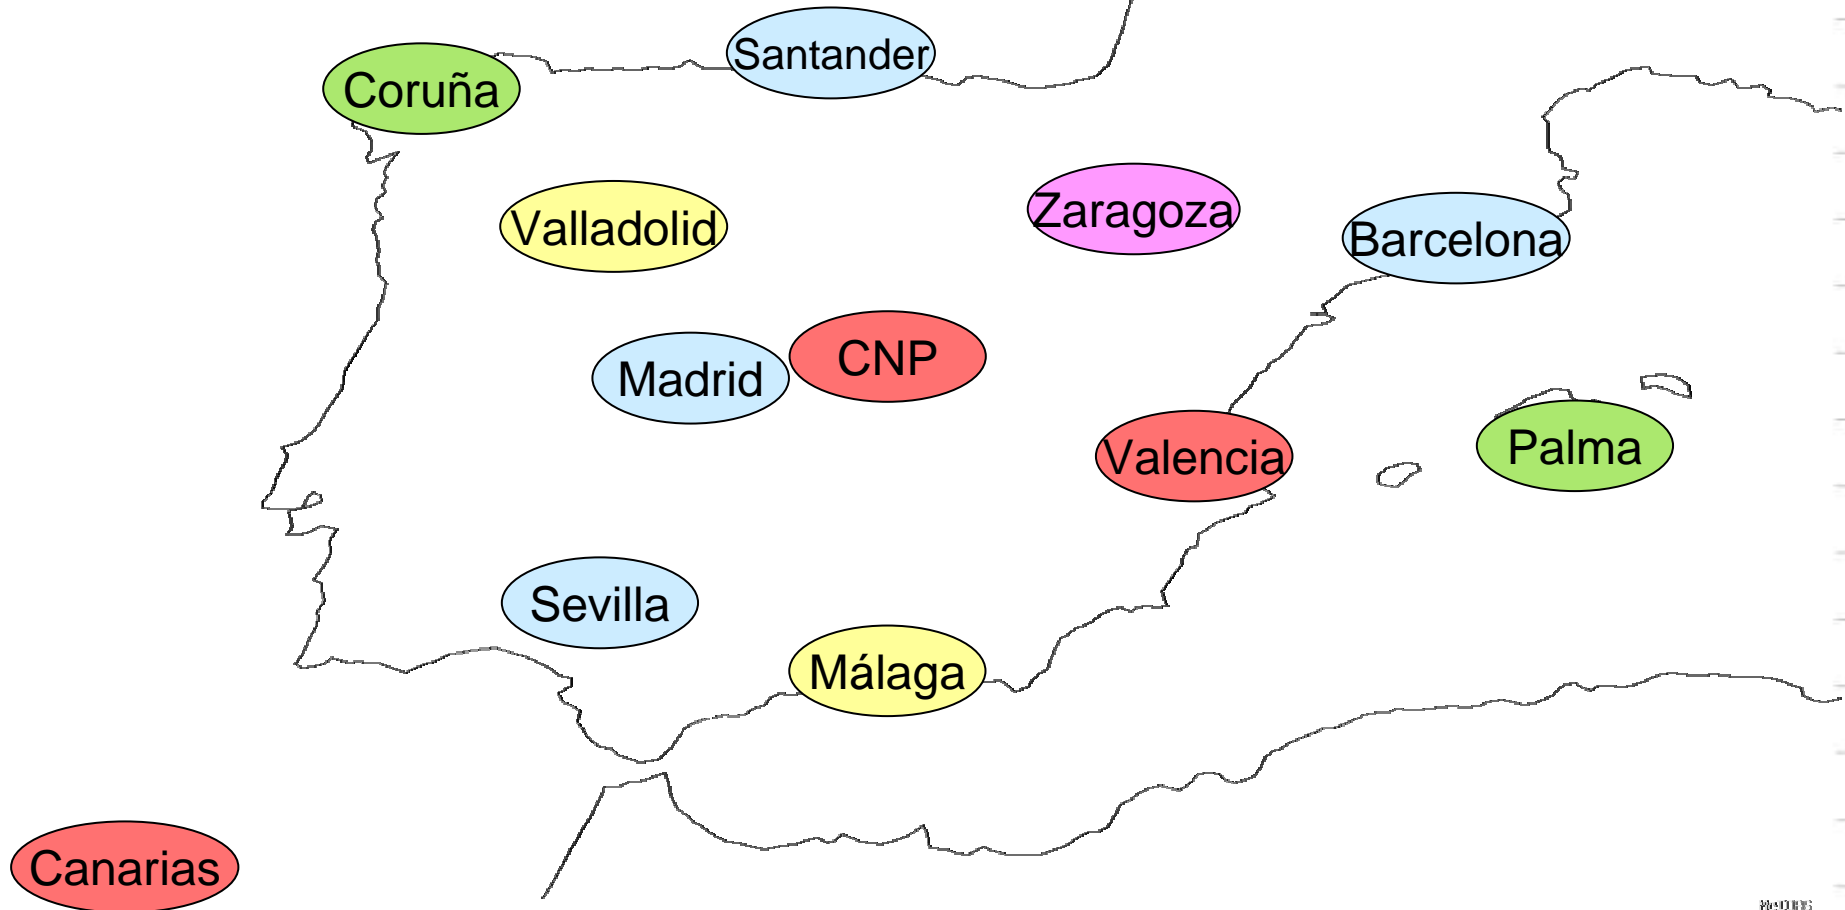 Santander
Coruña
Zaragoza
Valladolid
Barcelona
CNP
Madrid
Palma
Valencia
Sevilla
Málaga
Canarias